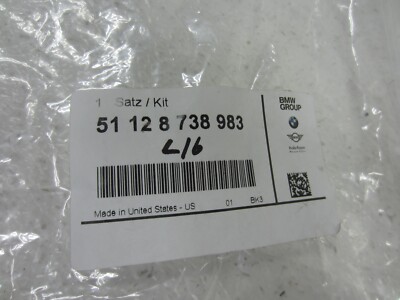 1 Satz / Kit
51 12 8 738 983
L/6
Made in United States - US 01 BK3
BMW
GROUP